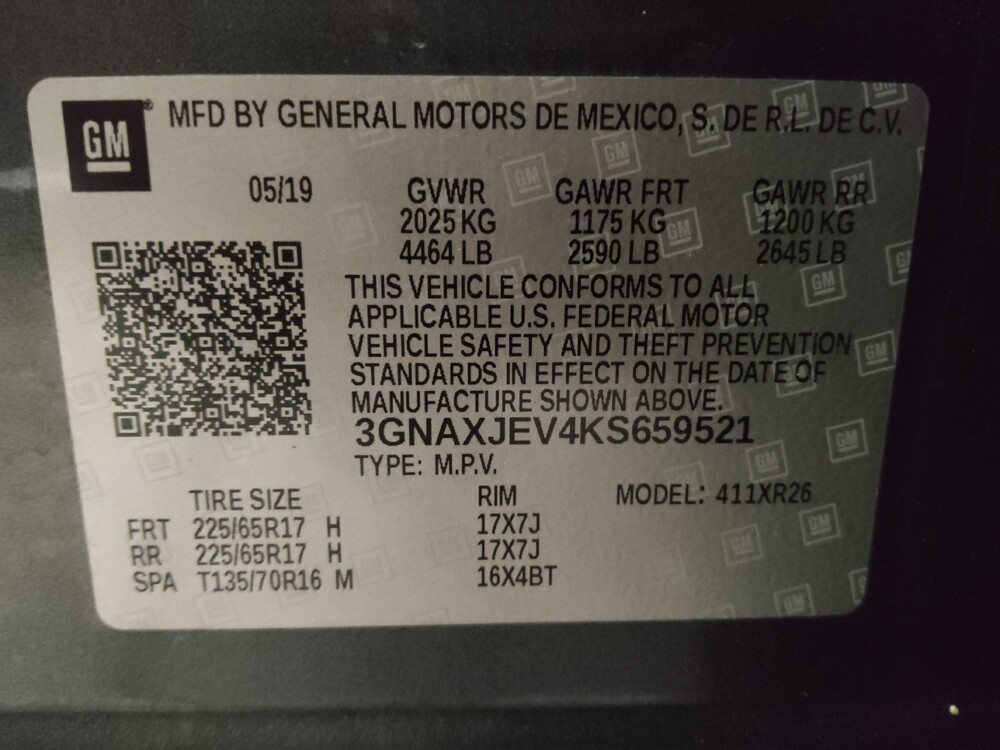 GM® MFD BY GENERAL MOTORS DE MEXICO, S. DE R.L. DE C.V.
05/19 GVWR GAWR FRT GAWR RR
2025 KG 1175 KG 1200 KG
4464 LB 2590 LB 2645 LB
THIS VEHICLE CONFORMS TO ALL
APPLICABLE U.S. FEDERAL MOTOR
VEHICLE SAFETY AND THEFT PREVENTION
STANDARDS IN EFFECT ON THE DATE OF
MANUFACTURE SHOWN ABOVE.
3GNAXJEV4KS659521
TYPE: M.P.V.
TIRE SIZE RIM MODEL: 411XR26
FRT 225/65R17 H 17X7J
RR 225/65R17 H 17X7J
SPA T135/70R16 M 16X4BT